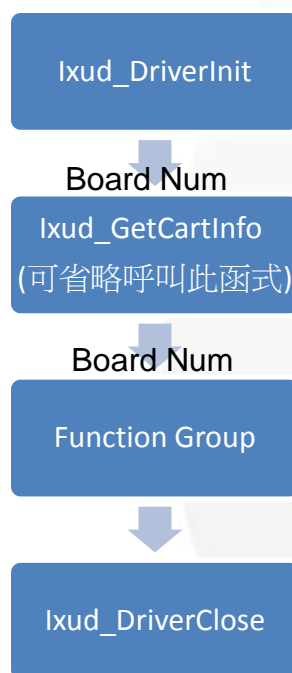 Ixud_DriverInit
Board Num
Ixud_GetCartInfo
(可省略呼叫此函式)
Board Num
Function Group
Ixud_DriverClose